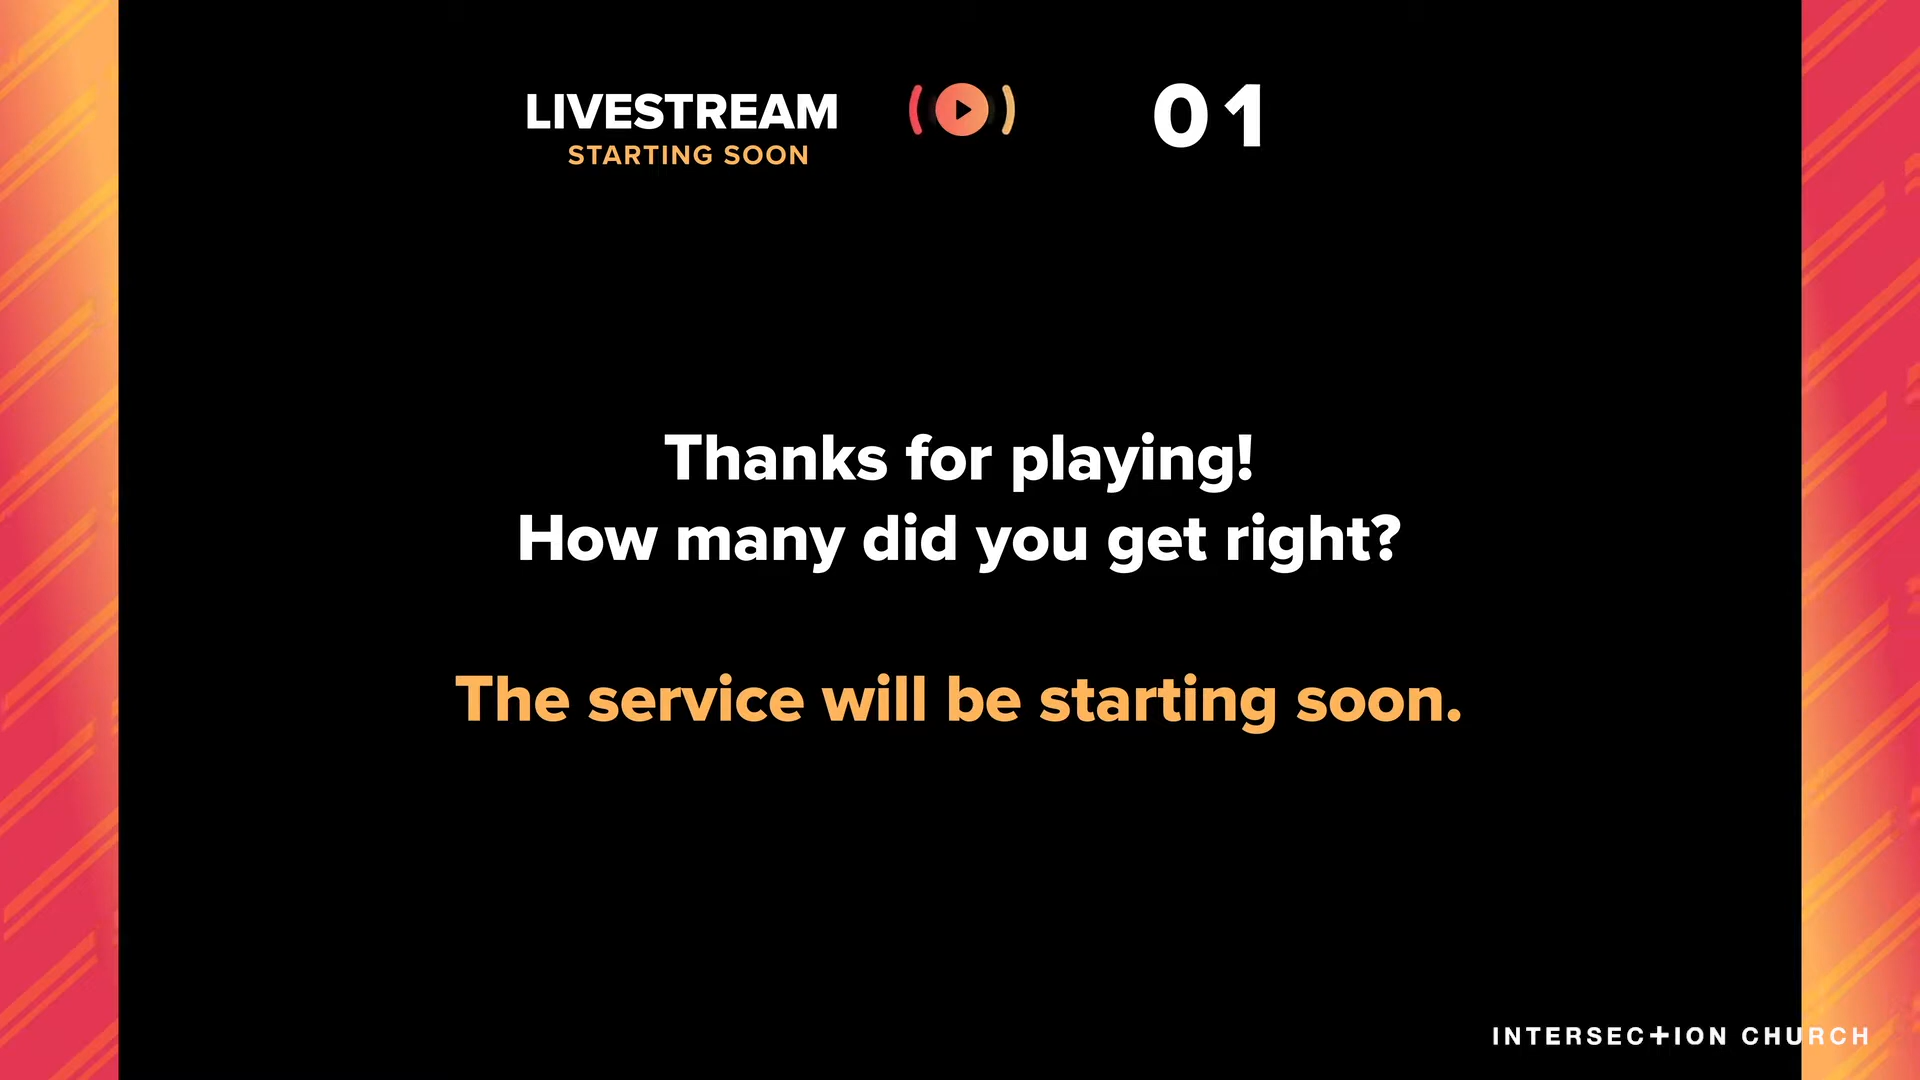 LIVESTREAM
STARTING SOON
01
Thanks for playing!
How many did you get right?
The service will be starting soon.
INTERSECTION CHURCH